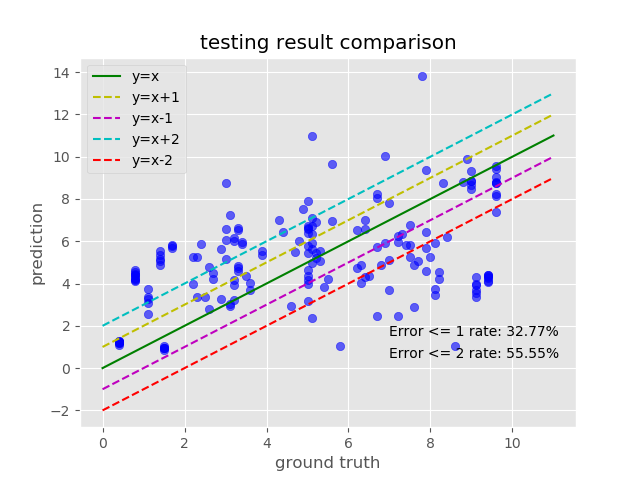 testing result comparison
y=x
y=x+1
y=x-1
y=x+2
y=x-2
14
12
10
8
6
4
2
0
−2
prediction
Error <= 1 rate: 32.77%
Error <= 2 rate: 55.55%
0 2 4 6 8 10
ground truth